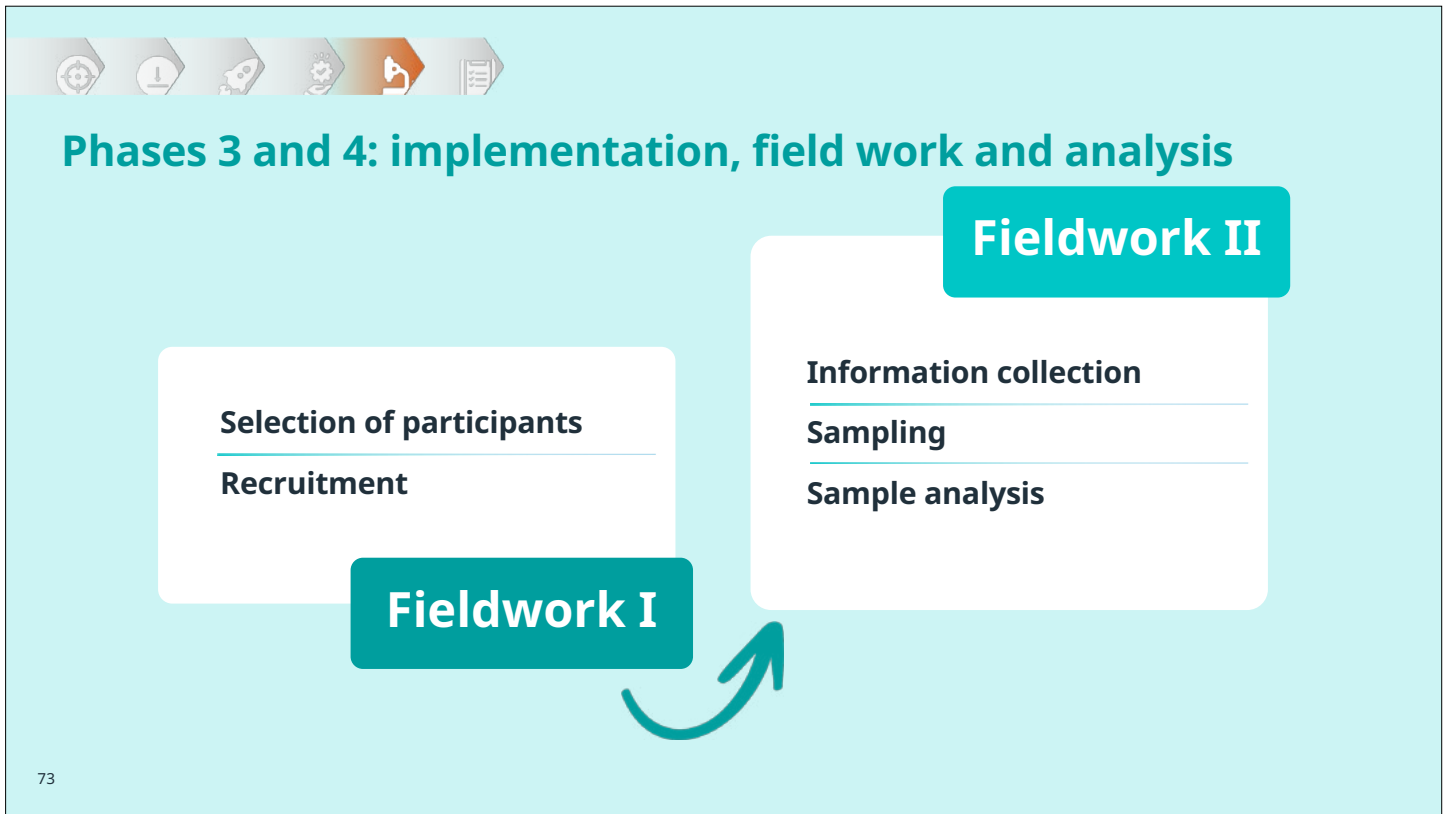 Phases 3 and 4: implementation, field work and analysis
Selection of participants
Recruitment
Fieldwork I
Fieldwork II
Information collection
Sampling
Sample analysis
73